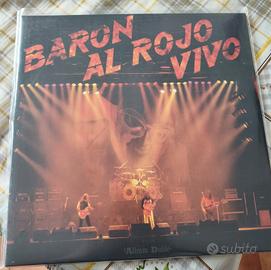 BARON
AL ROJO
VIVO
Album Doble
subito